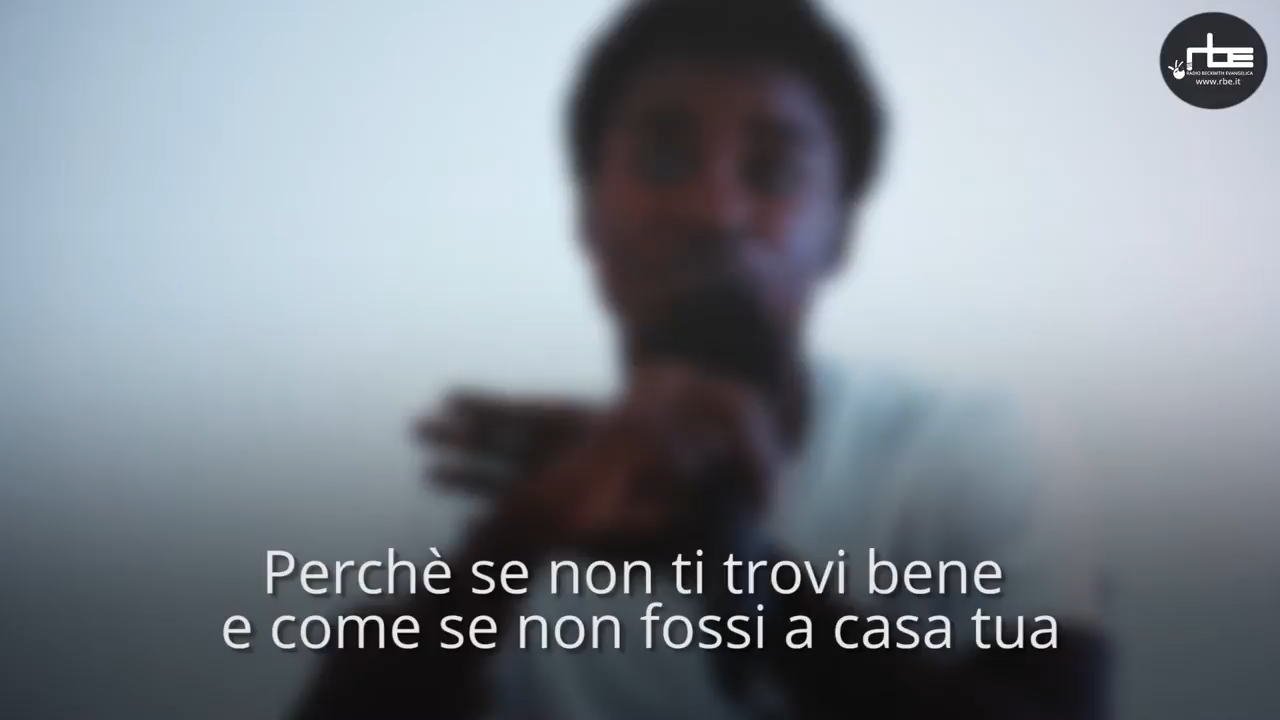 rbe
RADIO BECKWITH EVANGELICA
www.rbe.it
Perchè se non ti trovi bene
e come se non fossi a casa tua